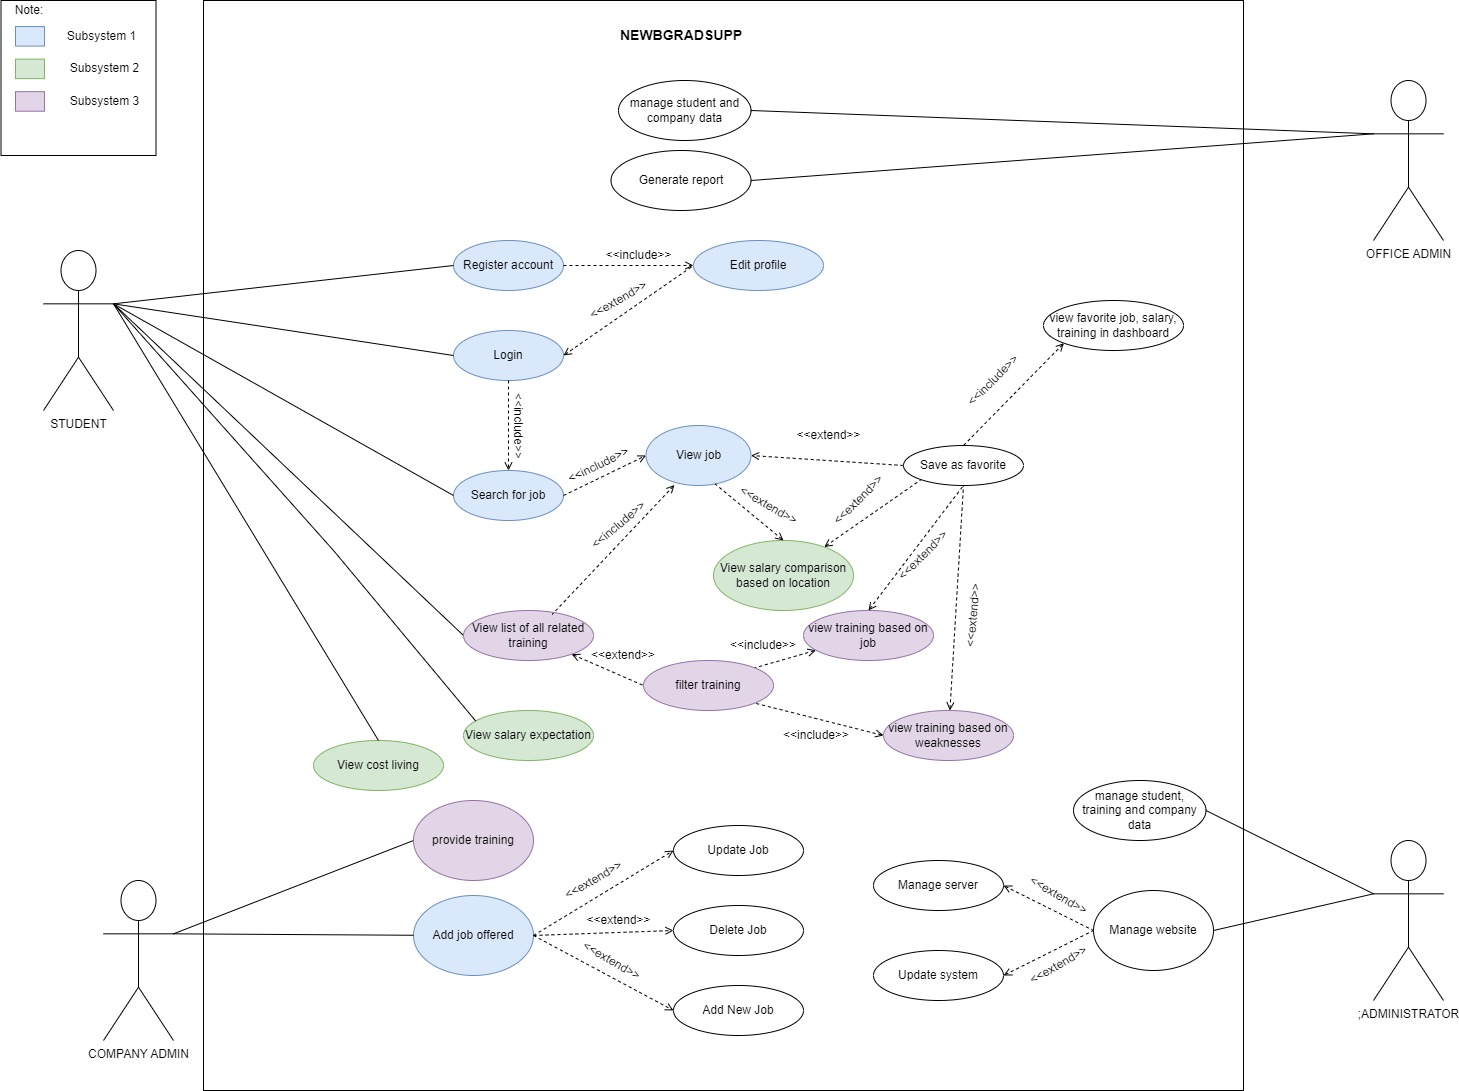 Note:
Subsystem 1
Subsystem 2
Subsystem 3
NEWBGRADSUPP
manage student and
company data
Generate report
OFFICE ADMIN
Register account
<<include>>
Edit profile
<<extend>>
Login
<<include>>
STUDENT
view favorite job, salary,
training in dashboard
<<include>>
View job
<<extend>>
Save as favorite
Search for job
<<include>>
<<extend>>
<<extend>>
<<include>>
<<extend>>
View salary comparison
based on location
<<extend>>
View list of all related
training
<<extend>>
<<include>>
view training based on
job
filter training
<<include>>
view training based on
weaknesses
View salary expectation
View cost living
provide training
Add job offered
<<extend>>
Update Job
<<extend>>
Delete Job
<<extend>>
Add New Job
COMPANY ADMIN
manage student,
training and company
data
Manage server
<<extend>>
Manage website
Update system
<<extend>>
;ADMINISTRATOR